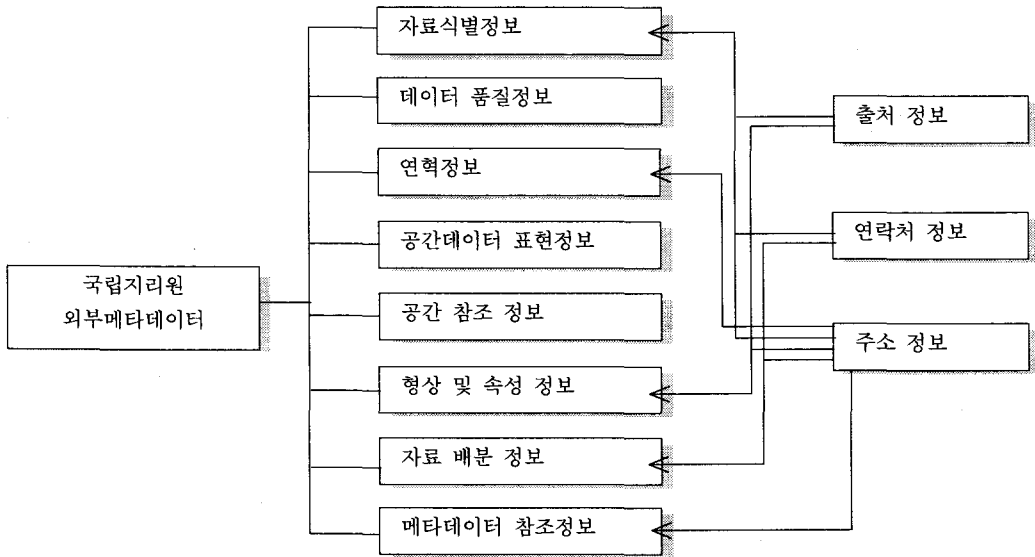 국립지리원
외부메타데이터
자료식별정보
데이터 품질정보
연혁정보
공간데이터 표현정보
공간 참조 정보
형상 및 속성 정보
자료 배분 정보
메타데이터 참조정보
출처 정보
연락처 정보
주소 정보